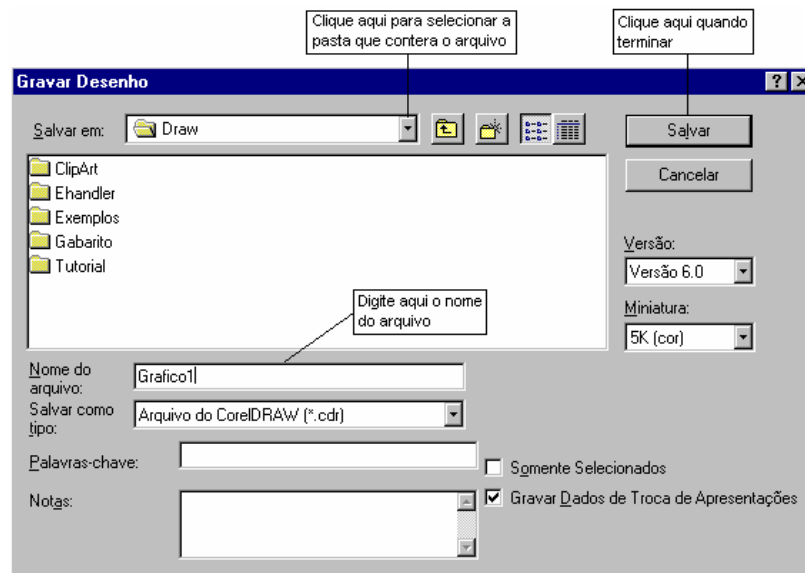 Clique aqui para selecionar a
pasta que contera o arquivo
Clique aqui quando
terminar
Gravar Desenho
Salvar em:
Draw
Salvar
ClipArt
Ehandler
Exemplos
Gabarito
Tutorial
Cancelar
Versão:
Versão 6.0
Miniatura:
5K (cor)
Digite aqui o nome
do arquivo
Nome do
arquivo:
Grafico1
Salvar como
tipo:
Arquivo do CorelDRAW (*.cdr)
Palavras-chave:
Somente Selecionados
Notas:
Gravar Dados de Troca de Apresentações